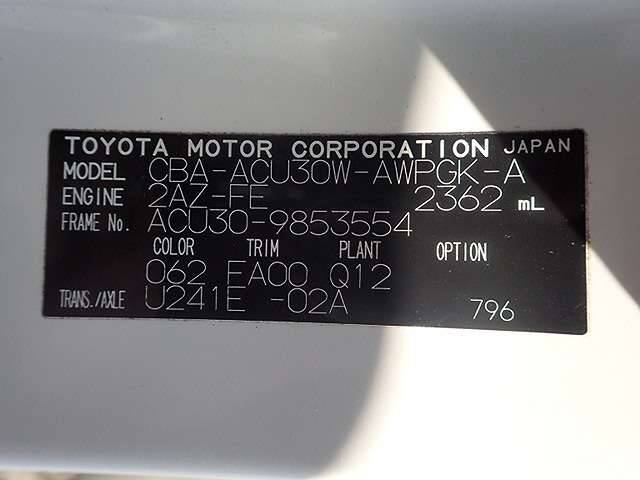 TOYOTA MOTOR CORPORATION JAPAN
MODEL CBA-ACU30W-AWPGK-A
ENGINE 2AZ-FE 2362 mL
FRAME No. ACU30-9853554
COLOR TRIM PLANT OPTION
062 FA00 Q12
TRANS./AXLE U241E -02A 796